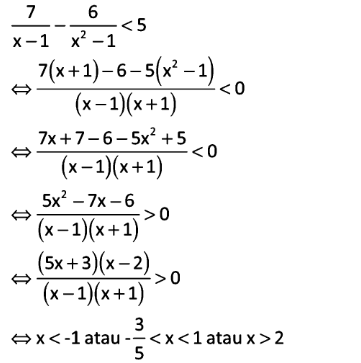 7/(x−1) − 6/(x²−1) < 5
⇔ (7(x+1)−6−5(x²−1))/((x−1)(x+1)) < 0
⇔ (7x+7−6−5x²+5)/((x−1)(x+1)) < 0
⇔ (5x²−7x−6)/((x−1)(x+1)) > 0
⇔ ((5x+3)(x−2))/((x−1)(x+1)) > 0
⇔ x < -1 atau -3/5 < x < 1 atau x > 2